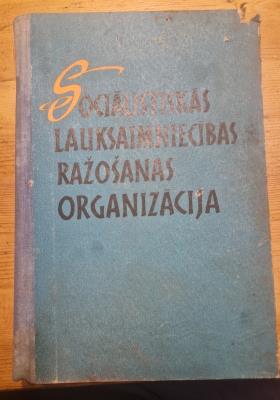 SOCIĀLISTISKĀS
LAUKSAIMNIECĪBAS
RAŽOŠANAS
ORGANIZĀCIJA